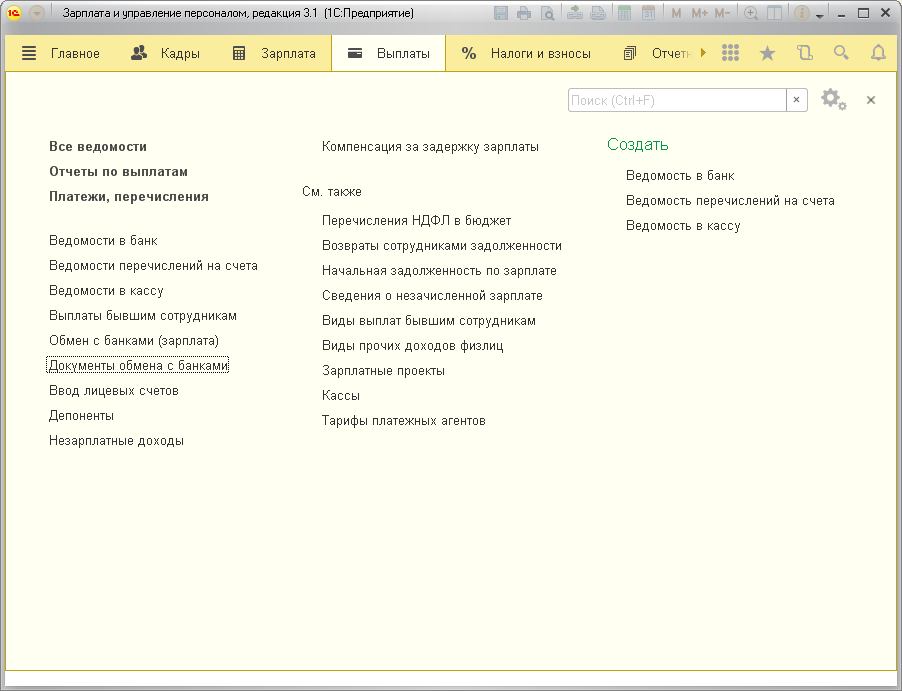 Зарплата и управление персоналом, редакция 3.1 (1С:Предприятие)
M M+ M-
Главное Кадры Зарплата Выплаты % Налоги и взносы Отчетн
Поиск (Ctrl+F)
Все ведомости
Отчеты по выплатам
Платежи, перечисления
Ведомости в банк
Ведомости перечислений на счета
Ведомости в кассу
Выплаты бывшим сотрудникам
Обмен с банками (зарплата)
Документы обмена с банками
Ввод лицевых счетов
Депоненты
Незарплатные доходы
Компенсация за задержку зарплаты
См. также
Перечисления НДФЛ в бюджет
Возвраты сотрудниками задолженности
Начальная задолженность по зарплате
Сведения о незачисленной зарплате
Виды выплат бывшим сотрудникам
Виды прочих доходов физлиц
Зарплатные проекты
Кассы
Тарифы платежных агентов
Создать
Ведомость в банк
Ведомость перечислений на счета
Ведомость в кассу